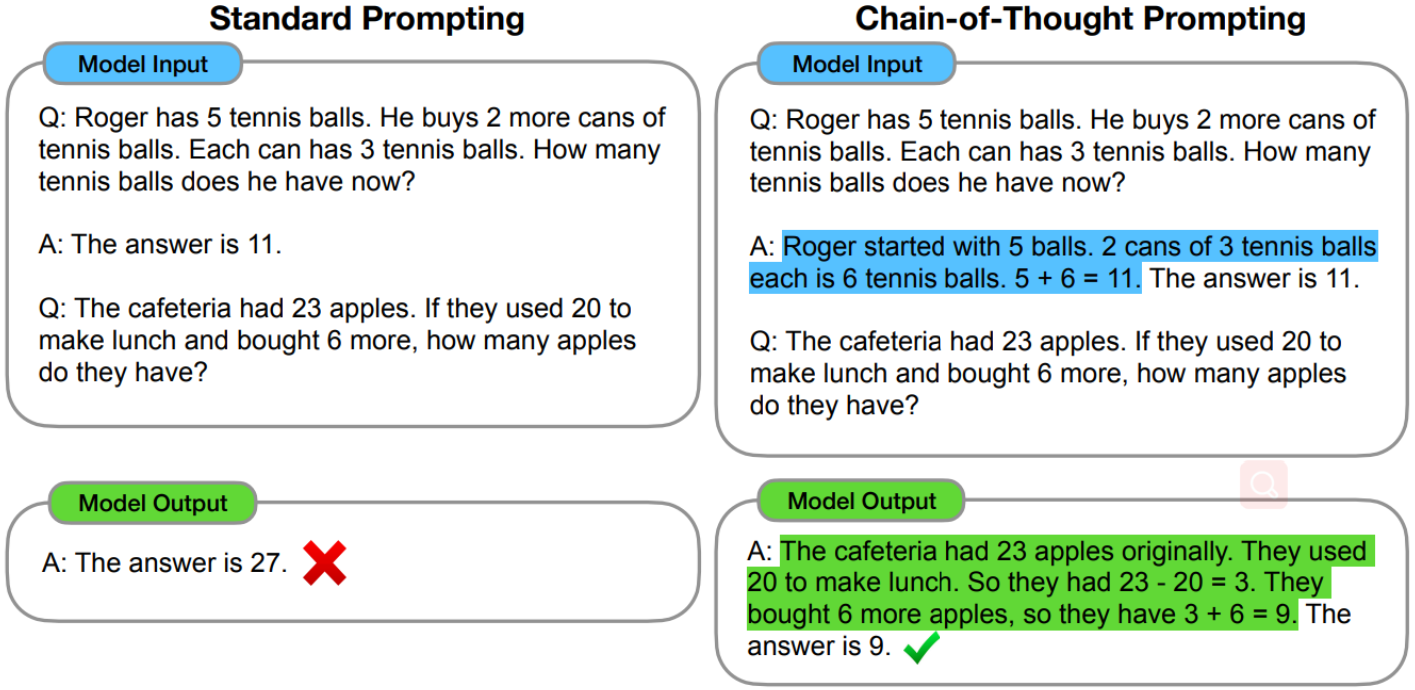 Standard Prompting
Model Input
Q: Roger has 5 tennis balls. He buys 2 more cans of
tennis balls. Each can has 3 tennis balls. How many
tennis balls does he have now?
A: The answer is 11.
Q: The cafeteria had 23 apples. If they used 20 to
make lunch and bought 6 more, how many apples
do they have?
Model Output
A: The answer is 27.
Chain-of-Thought Prompting
Model Input
Q: Roger has 5 tennis balls. He buys 2 more cans of
tennis balls. Each can has 3 tennis balls. How many
tennis balls does he have now?
A: Roger started with 5 balls. 2 cans of 3 tennis balls
each is 6 tennis balls. 5 + 6 = 11. The answer is 11.
Q: The cafeteria had 23 apples. If they used 20 to
make lunch and bought 6 more, how many apples
do they have?
Model Output
A: The cafeteria had 23 apples originally. They used
20 to make lunch. So they had 23 - 20 = 3. They
bought 6 more apples, so they have 3 + 6 = 9. The
answer is 9.